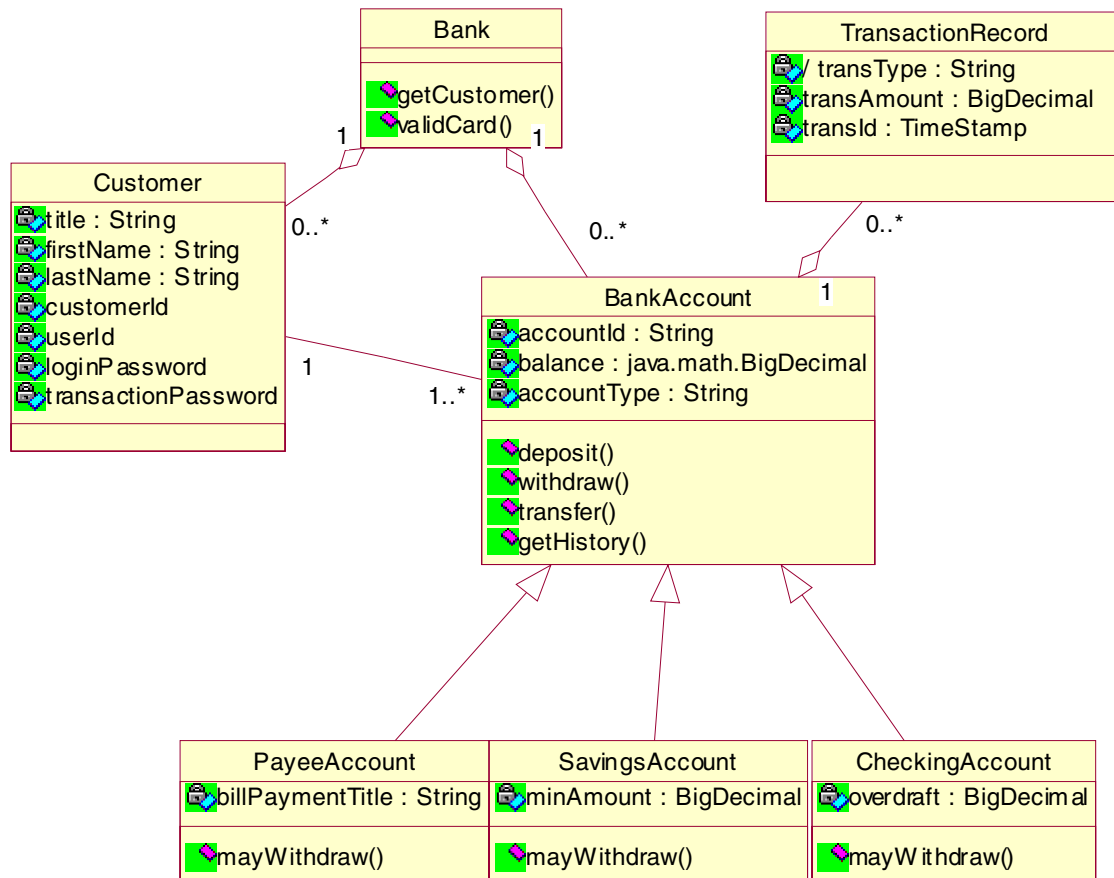 Bank
getCustomer()
validCard()
TransactionRecord
/ transType : String
transAmount : BigDecimal
transId : TimeStamp
1
1
0..*
0..*
0..*
1
Customer
title : String
firstName : String
lastName : String
customerId
userId
loginPassword
transactionPassword
1
1..*
BankAccount
accountId : String
balance : java.math.BigDecimal
accountType : String
deposit()
withdraw()
transfer()
getHistory()
PayeeAccount
billPaymentTitle : String
mayWithdraw()
SavingsAccount
minAmount : BigDecimal
mayWithdraw()
CheckingAccount
overdraft : BigDecimal
mayWithdraw()